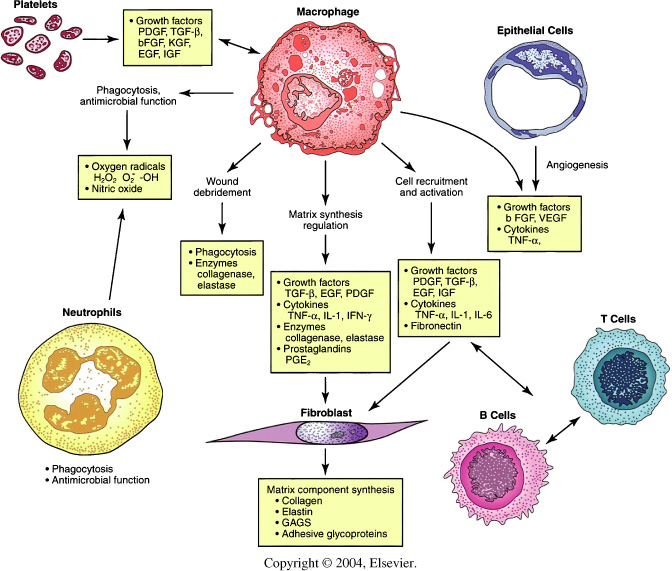 Platelets
• Growth factors
PDGF, TGF-β,
bFGF, KGF,
EGF, IGF
Macrophage
Epithelial Cells
Phagocytosis,
antimicrobial function
• Oxygen radicals
H₂O₂ O₂⁻ -OH
• Nitric oxide
Wound
debridement
• Phagocytosis
• Enzymes
collagenase,
elastase
Matrix synthesis
regulation
• Growth factors
TGF-β, EGF, PDGF
• Cytokines
TNF-α, IL-1, IFN-γ
• Enzymes
collagenase, elastase
• Prostaglandins
PGE₂
Cell recruitment
and activation
• Growth factors
PDGF, TGF-β,
EGF, IGF
• Cytokines
TNF-α, IL-1, IL-6
• Fibronectin
Angiogenesis
• Growth factors
b FGF, VEGF
• Cytokines
TNF-α,
Neutrophils
• Phagocytosis
• Antimicrobial function
Fibroblast
Matrix component synthesis
• Collagen
• Elastin
• GAGS
• Adhesive glycoproteins
B Cells
T Cells
Copyright © 2004, Elsevier.